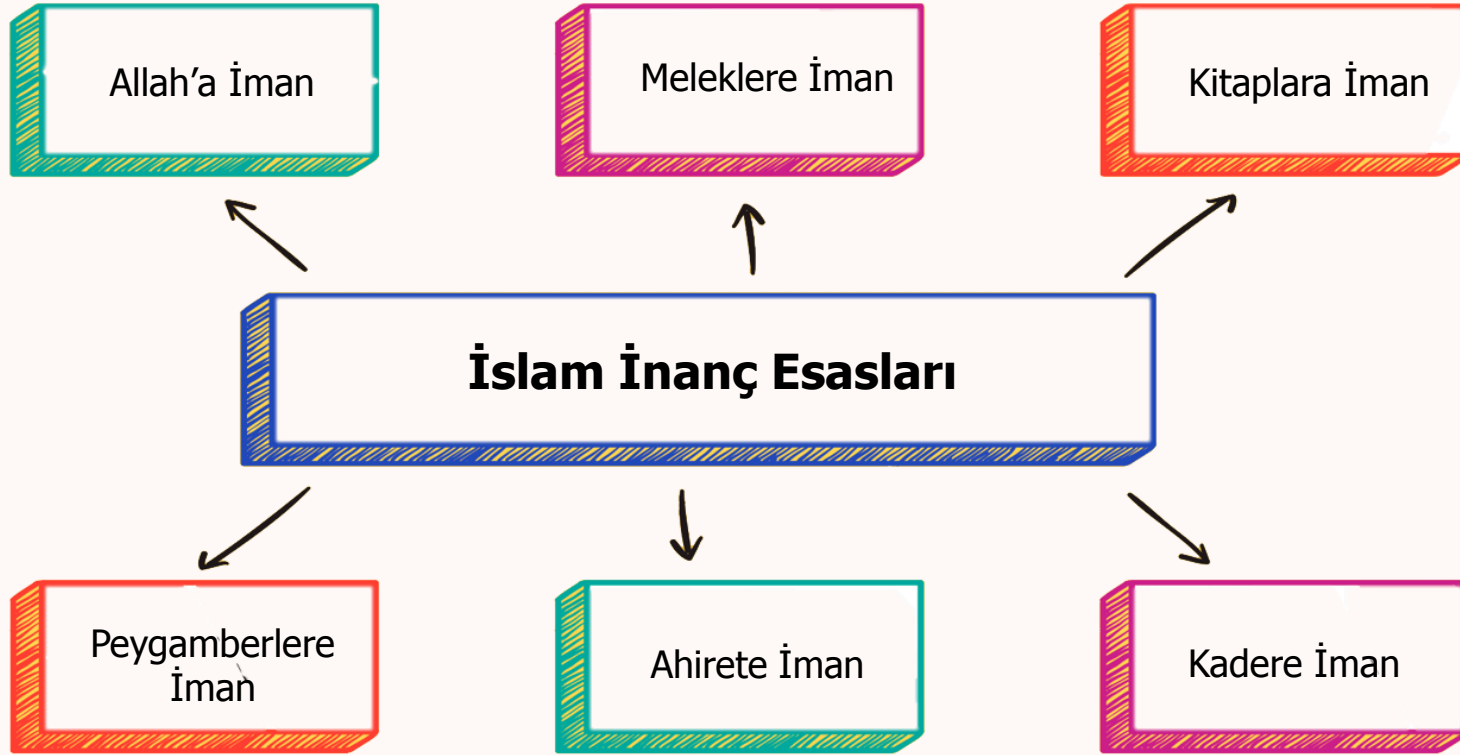 Allah’a İman
Meleklere İman
Kitaplara İman
İslam İnanç Esasları
Peygamberlere
İman
Ahirete İman
Kadere İman